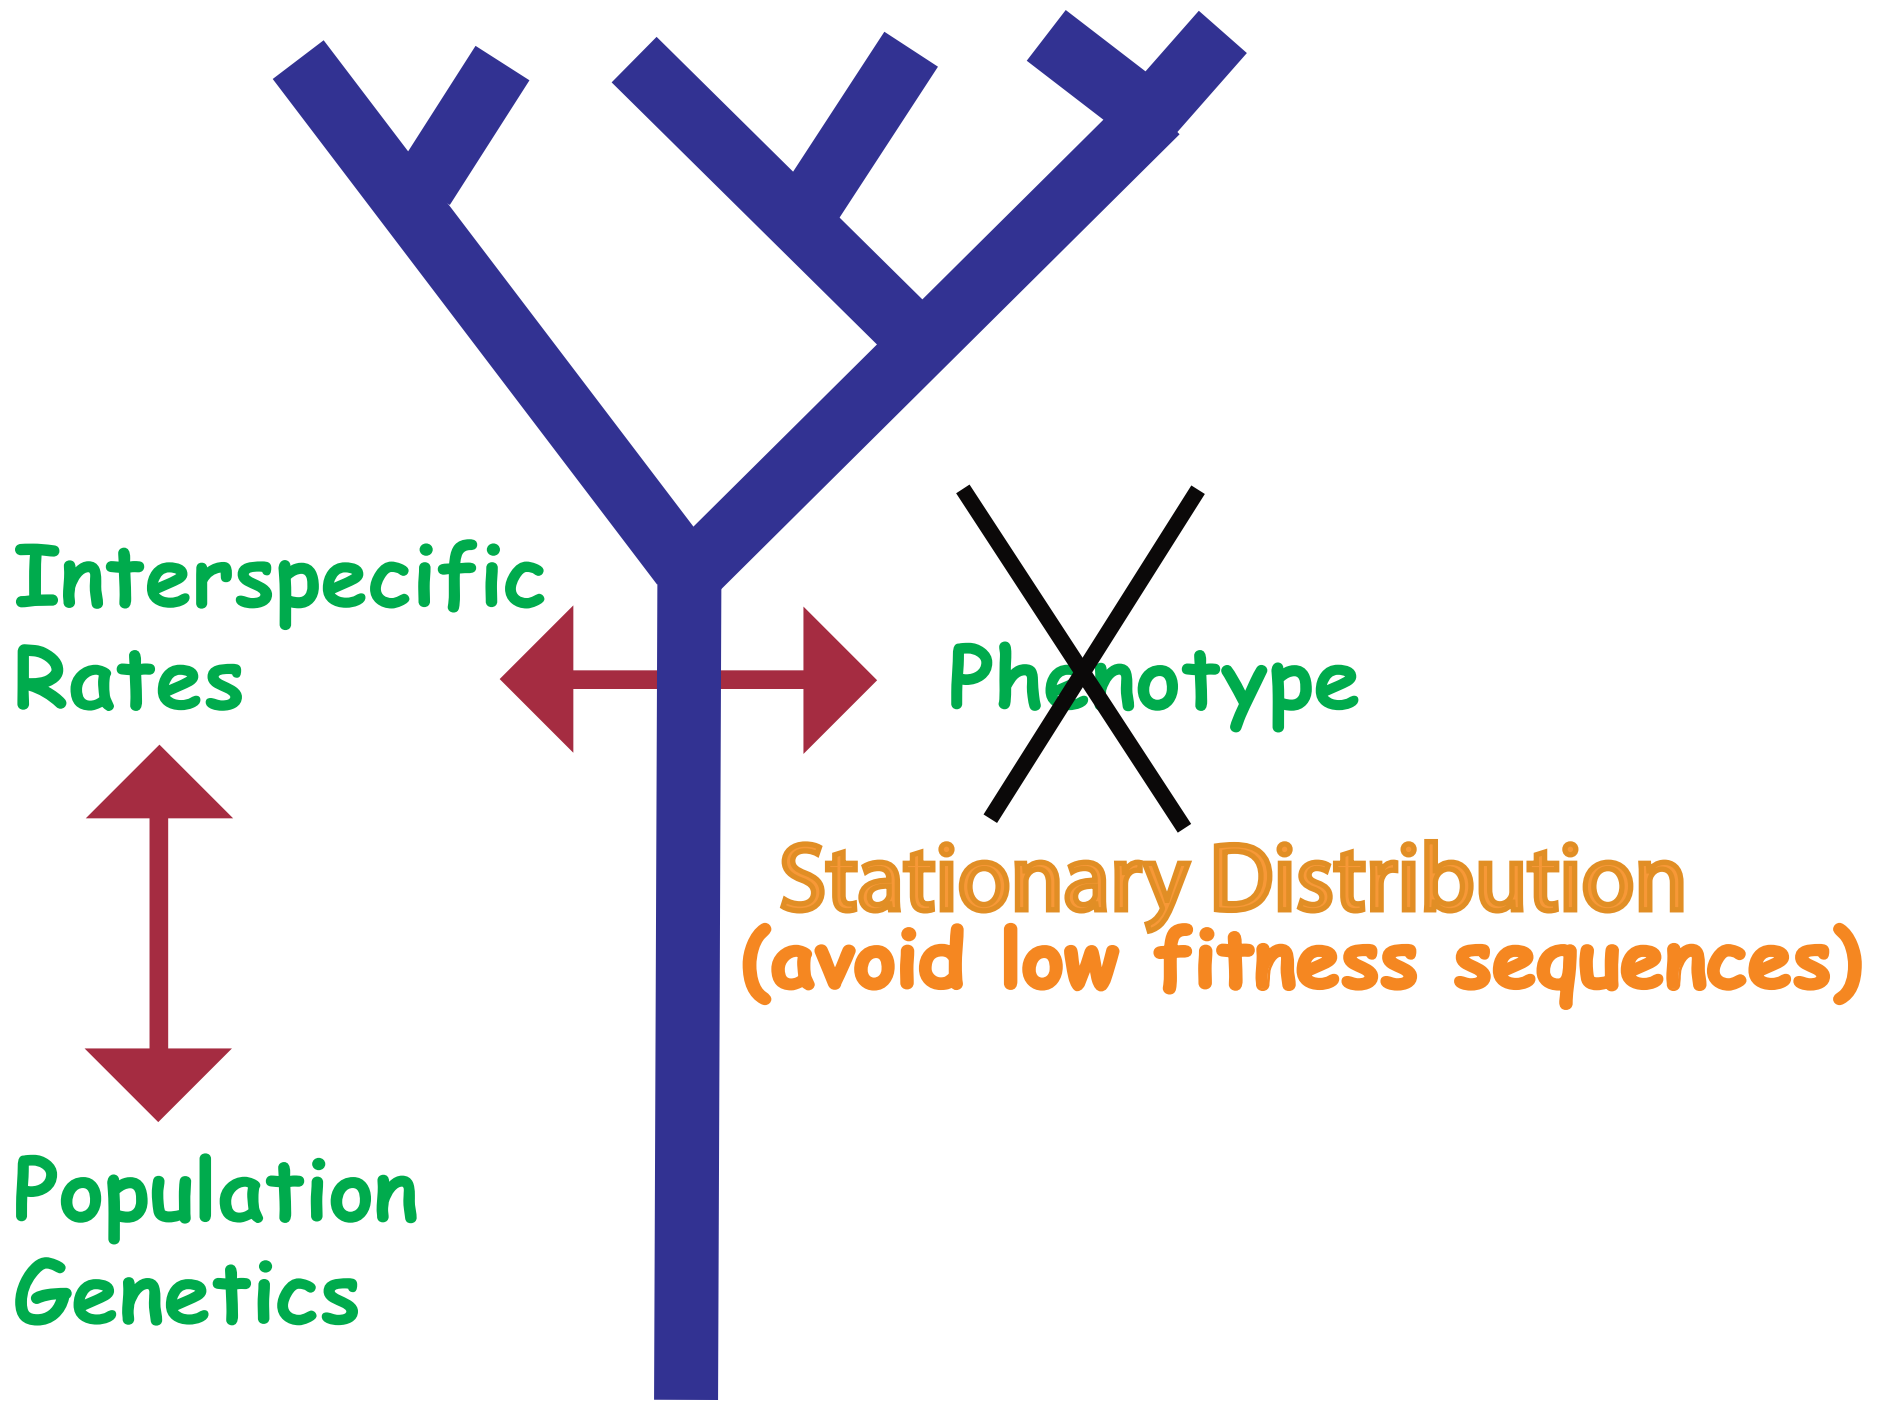 Interspecific
Rates
Phenotype
Stationary Distribution
(avoid low fitness sequences)
Population
Genetics